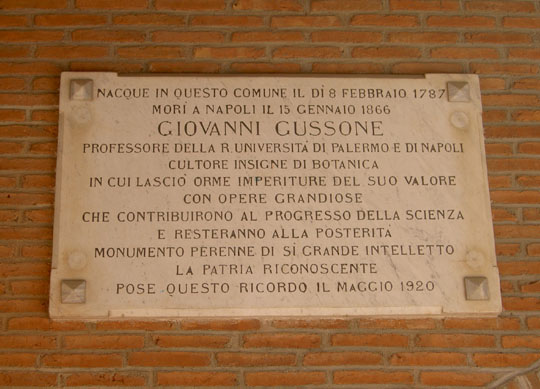 NACQUE IN QUESTO COMUNE IL DÌ 8 FEBBRAIO 1787
MORÌ A NAPOLI IL 15 GENNAIO 1866
GIOVANNI GUSSONE
PROFESSORE DELLA R. UNIVERSITÀ DI PALERMO E DI NAPOLI
CULTORE INSIGNE DI BOTANICA
IN CUI LASCIÒ ORME IMPERITURE DEL SUO VALORE
CON OPERE GRANDIOSE
CHE CONTRIBUIRONO AL PROGRESSO DELLA SCIENZA
E RESTERANNO ALLA POSTERITÀ
MONUMENTO PERENNE DI SÌ GRANDE INTELLETTO
LA PATRIA RICONOSCENTE
POSE QUESTO RICORDO IL MAGGIO 1920